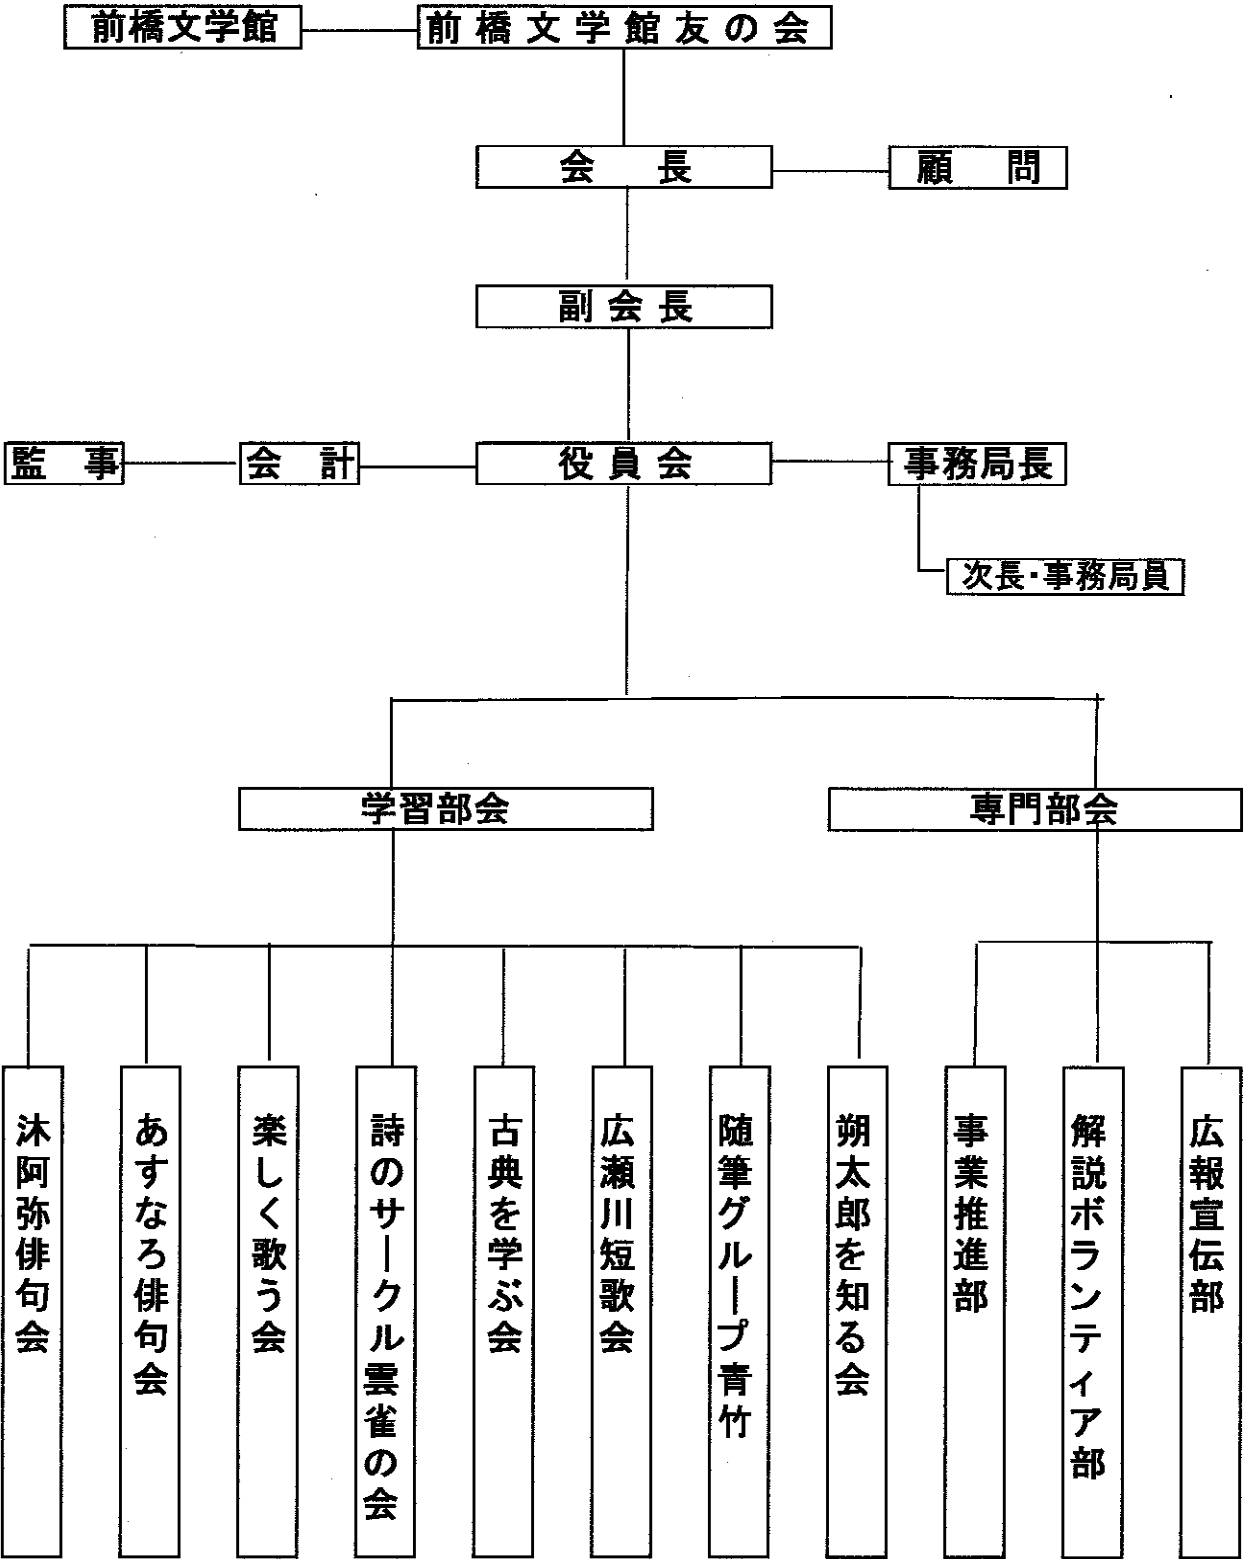 前橋文学館
前橋文学館友の会
会長
顧問
副会長
監事
会計
役員会
事務局長
次長・事務局員
学習部会
専門部会
沐阿弥俳句会
あすなろ俳句会
楽しく歌う会
詩のサークル雲雀の会
古典を学ぶ会
広瀬川短歌会
随筆グループ青竹
朔太郎を知る会
事業推進部
解説ボランティア部
広報宣伝部